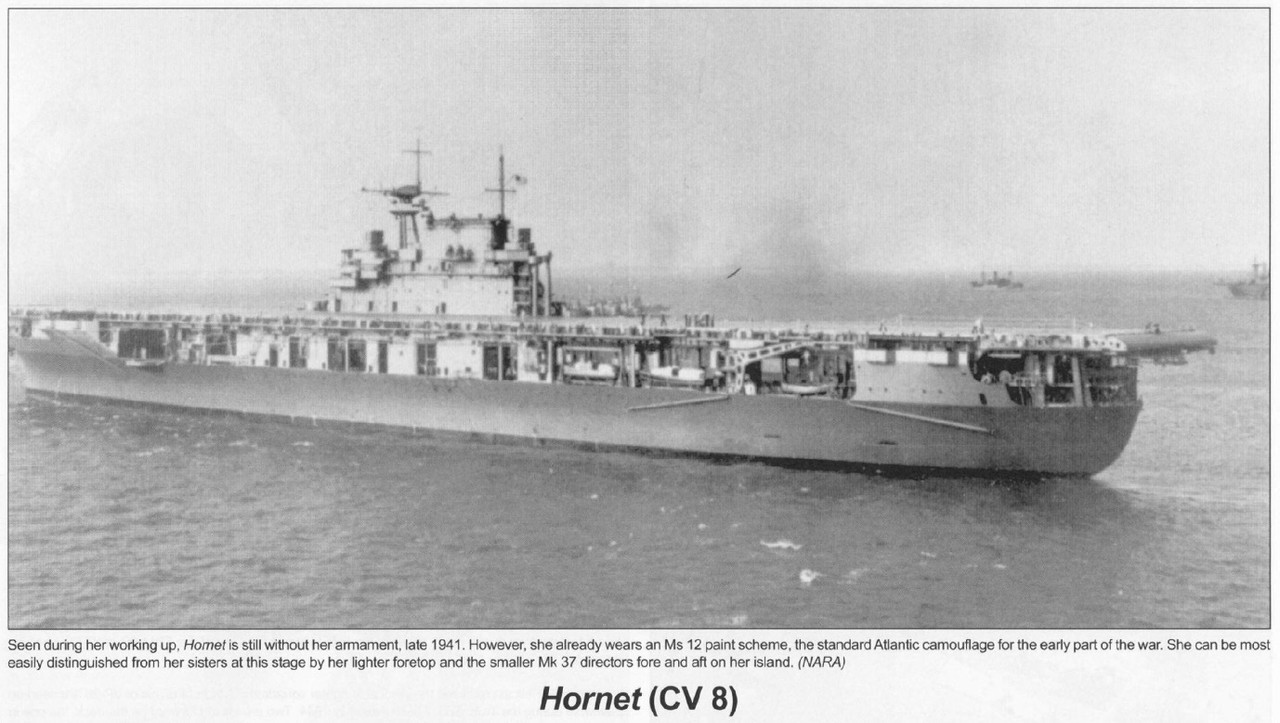 Seen during her working up, Hornet is still without her armament, late 1941. However, she already wears an Ms 12 paint scheme, the standard Atlantic camouflage for the early part of the war. She can be most
easily distinguished from her sisters at this stage by her lighter foretop and the smaller Mk 37 directors fore and aft on her island. (NARA)
Hornet (CV 8)